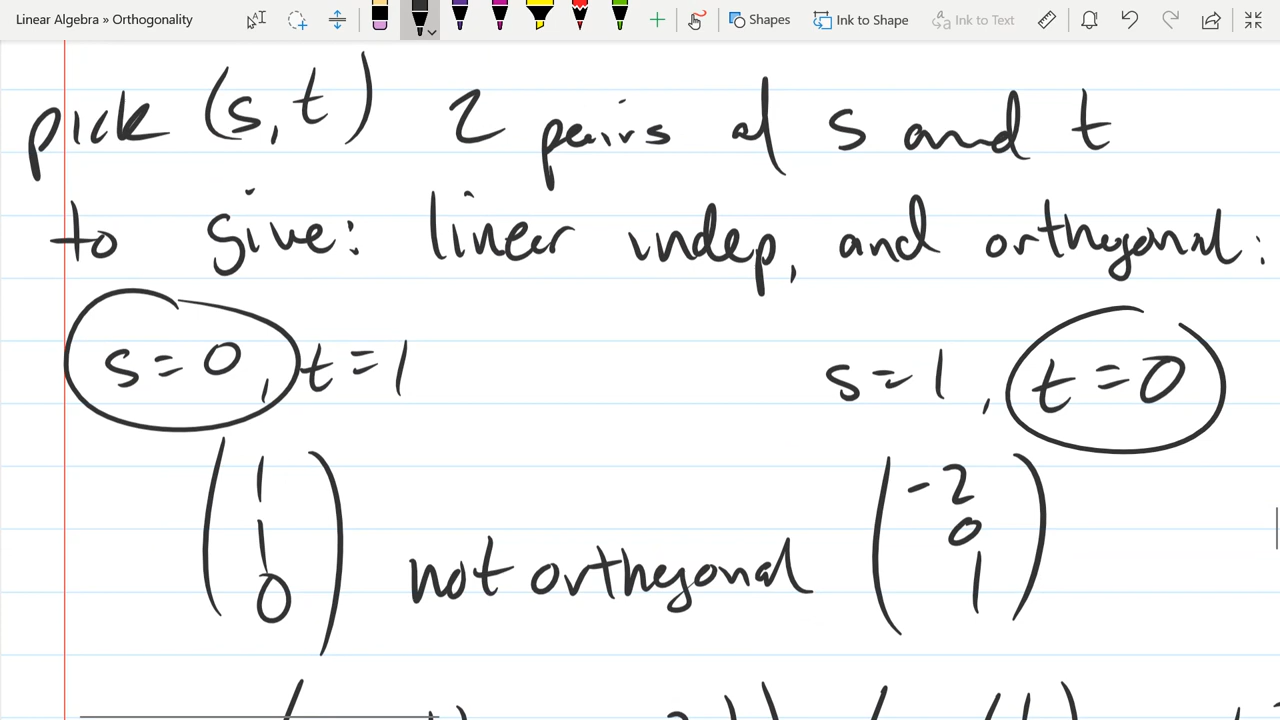 Linear Algebra » Orthogonality
Shapes Ink to Shape Ink to Text
pick (s, t) 2 pairs of s and t
to give: linear indep, and orthogonal:
s = 0, t = 1 s = 1, t = 0
1 -2
1 0
0 1
not orthogonal